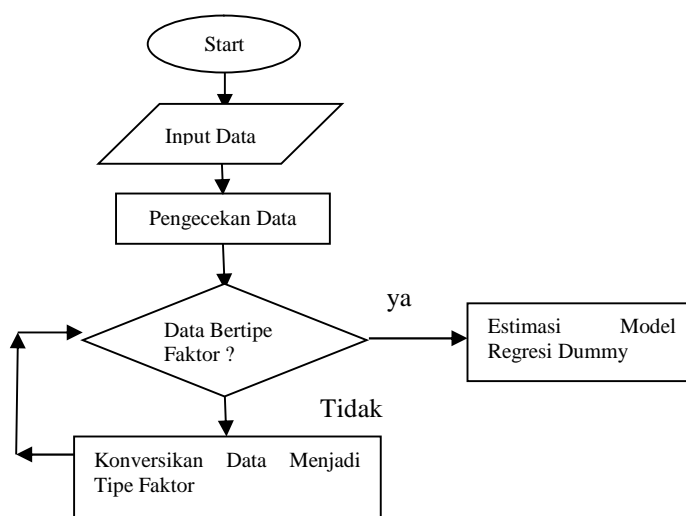 Start
Input Data
Pengecekan Data
Data Bertipe
Faktor ?
ya
Estimasi Model
Regresi Dummy
Tidak
Konversikan Data Menjadi
Tipe Faktor